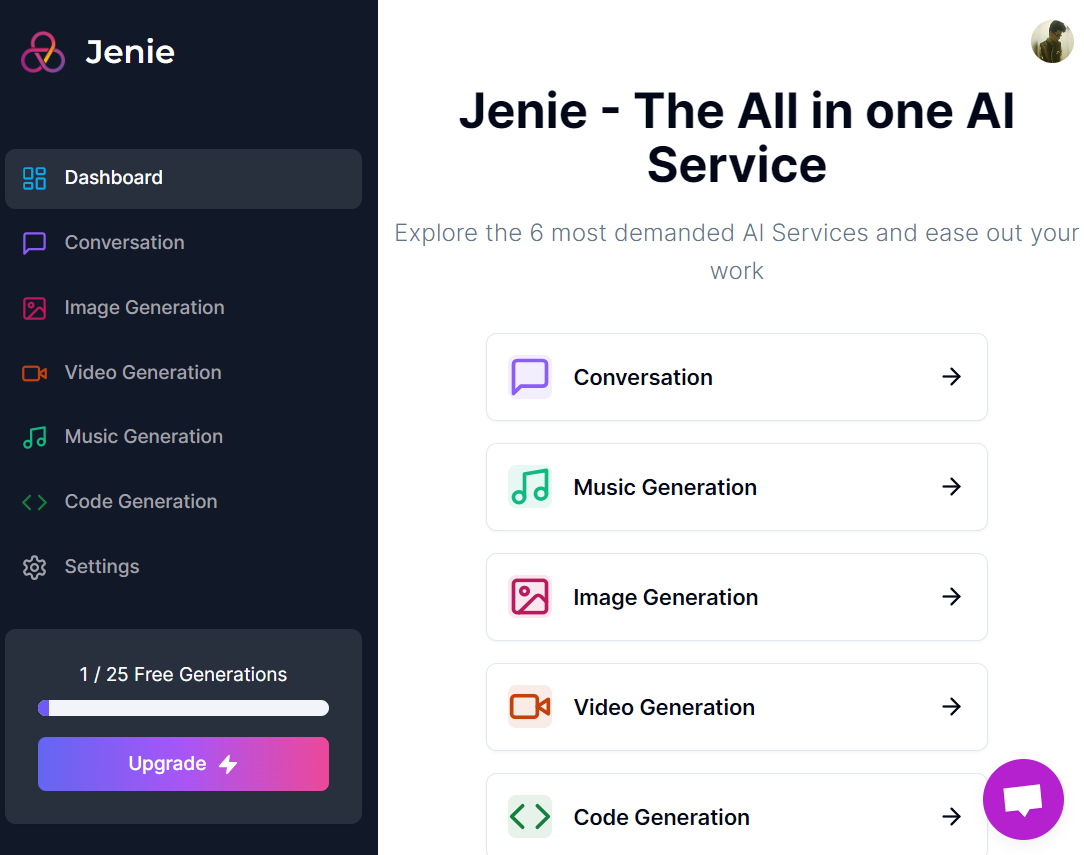 Jenie
Dashboard
Conversation
Image Generation
Video Generation
Music Generation
Code Generation
Settings
1 / 25 Free Generations
Upgrade
Jenie - The All in one AI
Service
Explore the 6 most demanded AI Services and ease out your
work
Conversation
Music Generation
Image Generation
Video Generation
Code Generation